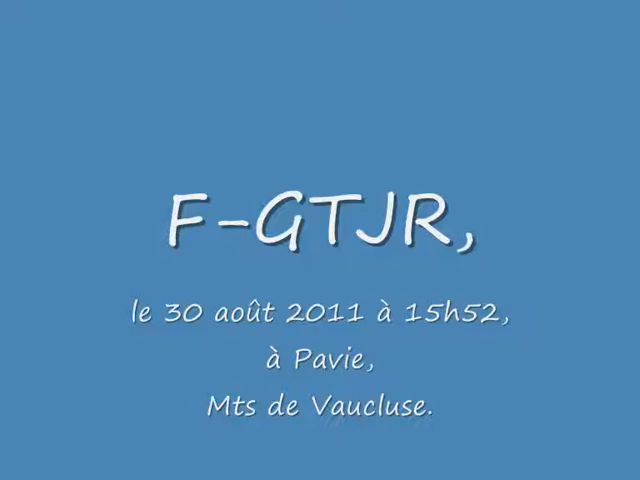 F-GTJR,
le 30 août 2011 à 15h52,
à Pavie,
Mts de Vaucluse.